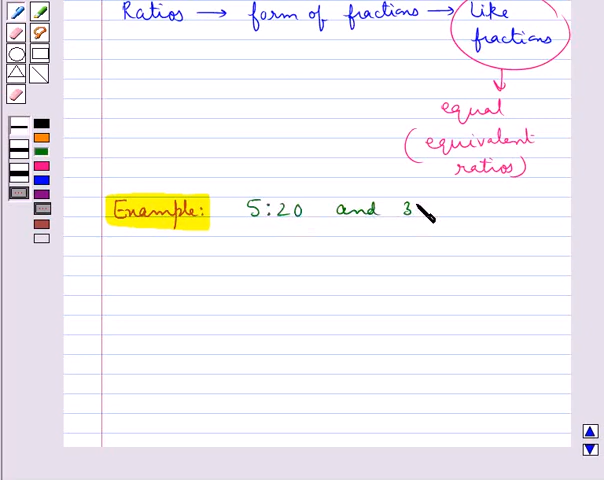 Ratios → form of fractions → Like
fractions
equal
(equivalent
ratios)
Example: 5:20 and 3